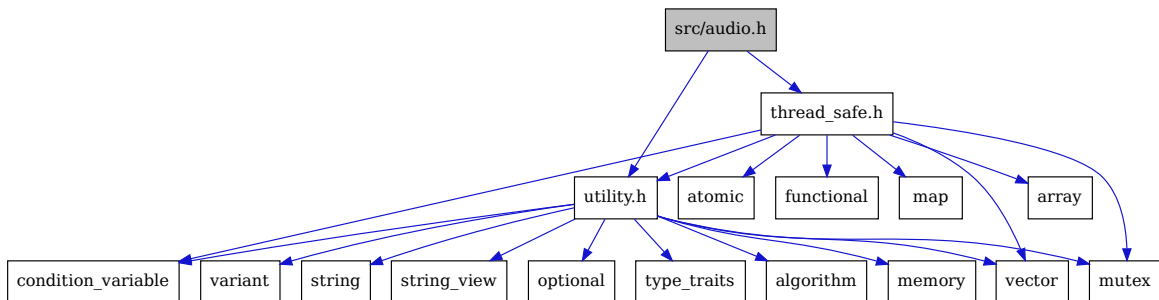 src/audio.h
thread_safe.h
utility.h
atomic
functional
map
array
condition_variable
variant
string
string_view
optional
type_traits
algorithm
memory
vector
mutex